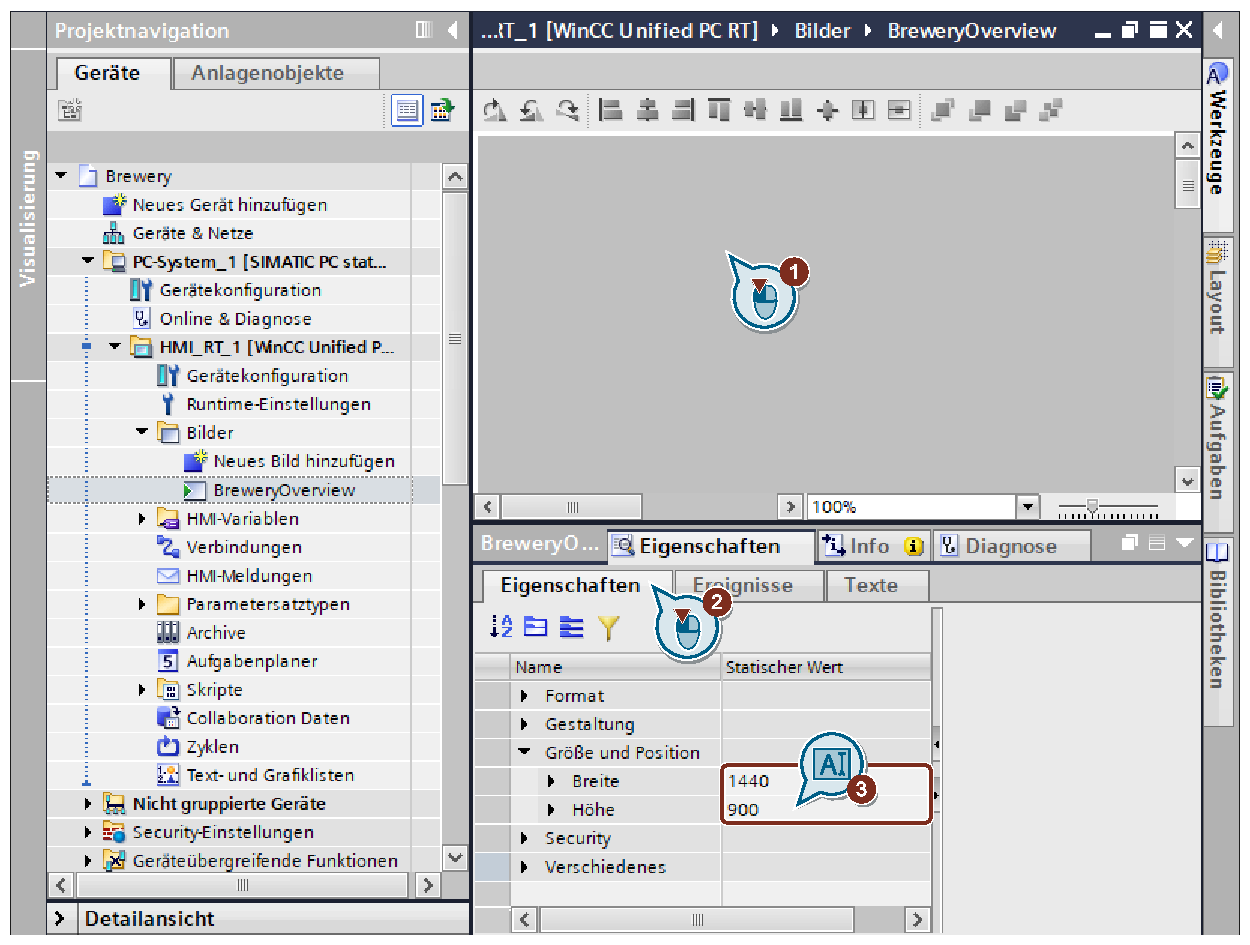 Projektnavigation
Geräte
Anlagenobjekte
Visualisierung
Brewery
Neues Gerät hinzufügen
Geräte & Netze
PC-System_1 [SIMATIC PC stat...
Gerätekonfiguration
Online & Diagnose
HMI_RT_1 [WinCC Unified P...
Gerätekonfiguration
Runtime-Einstellungen
Bilder
Neues Bild hinzufügen
BreweryOverview
HMI-Variablen
Verbindungen
HMI-Meldungen
Parametersatztypen
Archive
Aufgabenplaner
Skripte
Collaboration Daten
Zyklen
Text- und Grafiklisten
Nicht gruppierte Geräte
Security-Einstellungen
Geräteübergreifende Funktionen
Detailansicht
...RT_1 [WinCC Unified PC RT] Bilder BreweryOverview
1
100%
BreweryO... Eigenschaften Info Diagnose
Eigenschaften Ereignisse Texte
2
Name Statischer Wert
Format
Gestaltung
Größe und Position
Breite 1440
Höhe 900
AI
3
Security
Verschiedenes
Werkzeuge
Layout
Aufgaben
Bibliotheken